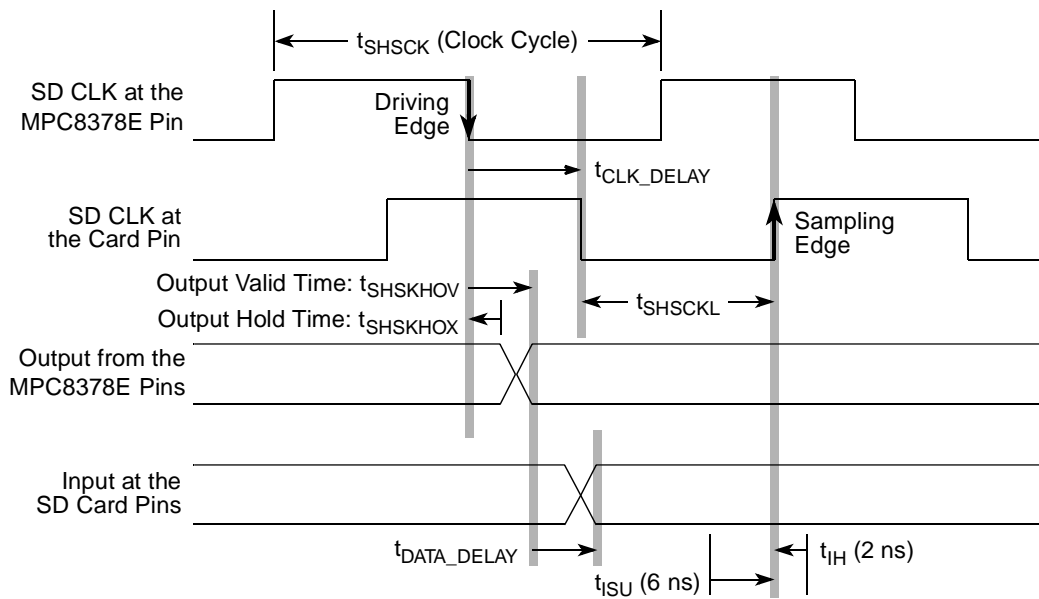 tSHSCK (Clock Cycle)
SD CLK at the
MPC8378E Pin
Driving
Edge
tCLK_DELAY
SD CLK at
the Card Pin
Sampling
Edge
Output Valid Time: tSHSKHOV
tSHSCKL
Output Hold Time: tSHSKHOX
Output from the
MPC8378E Pins
Input at the
SD Card Pins
tDATA_DELAY
tIH (2 ns)
tISU (6 ns)